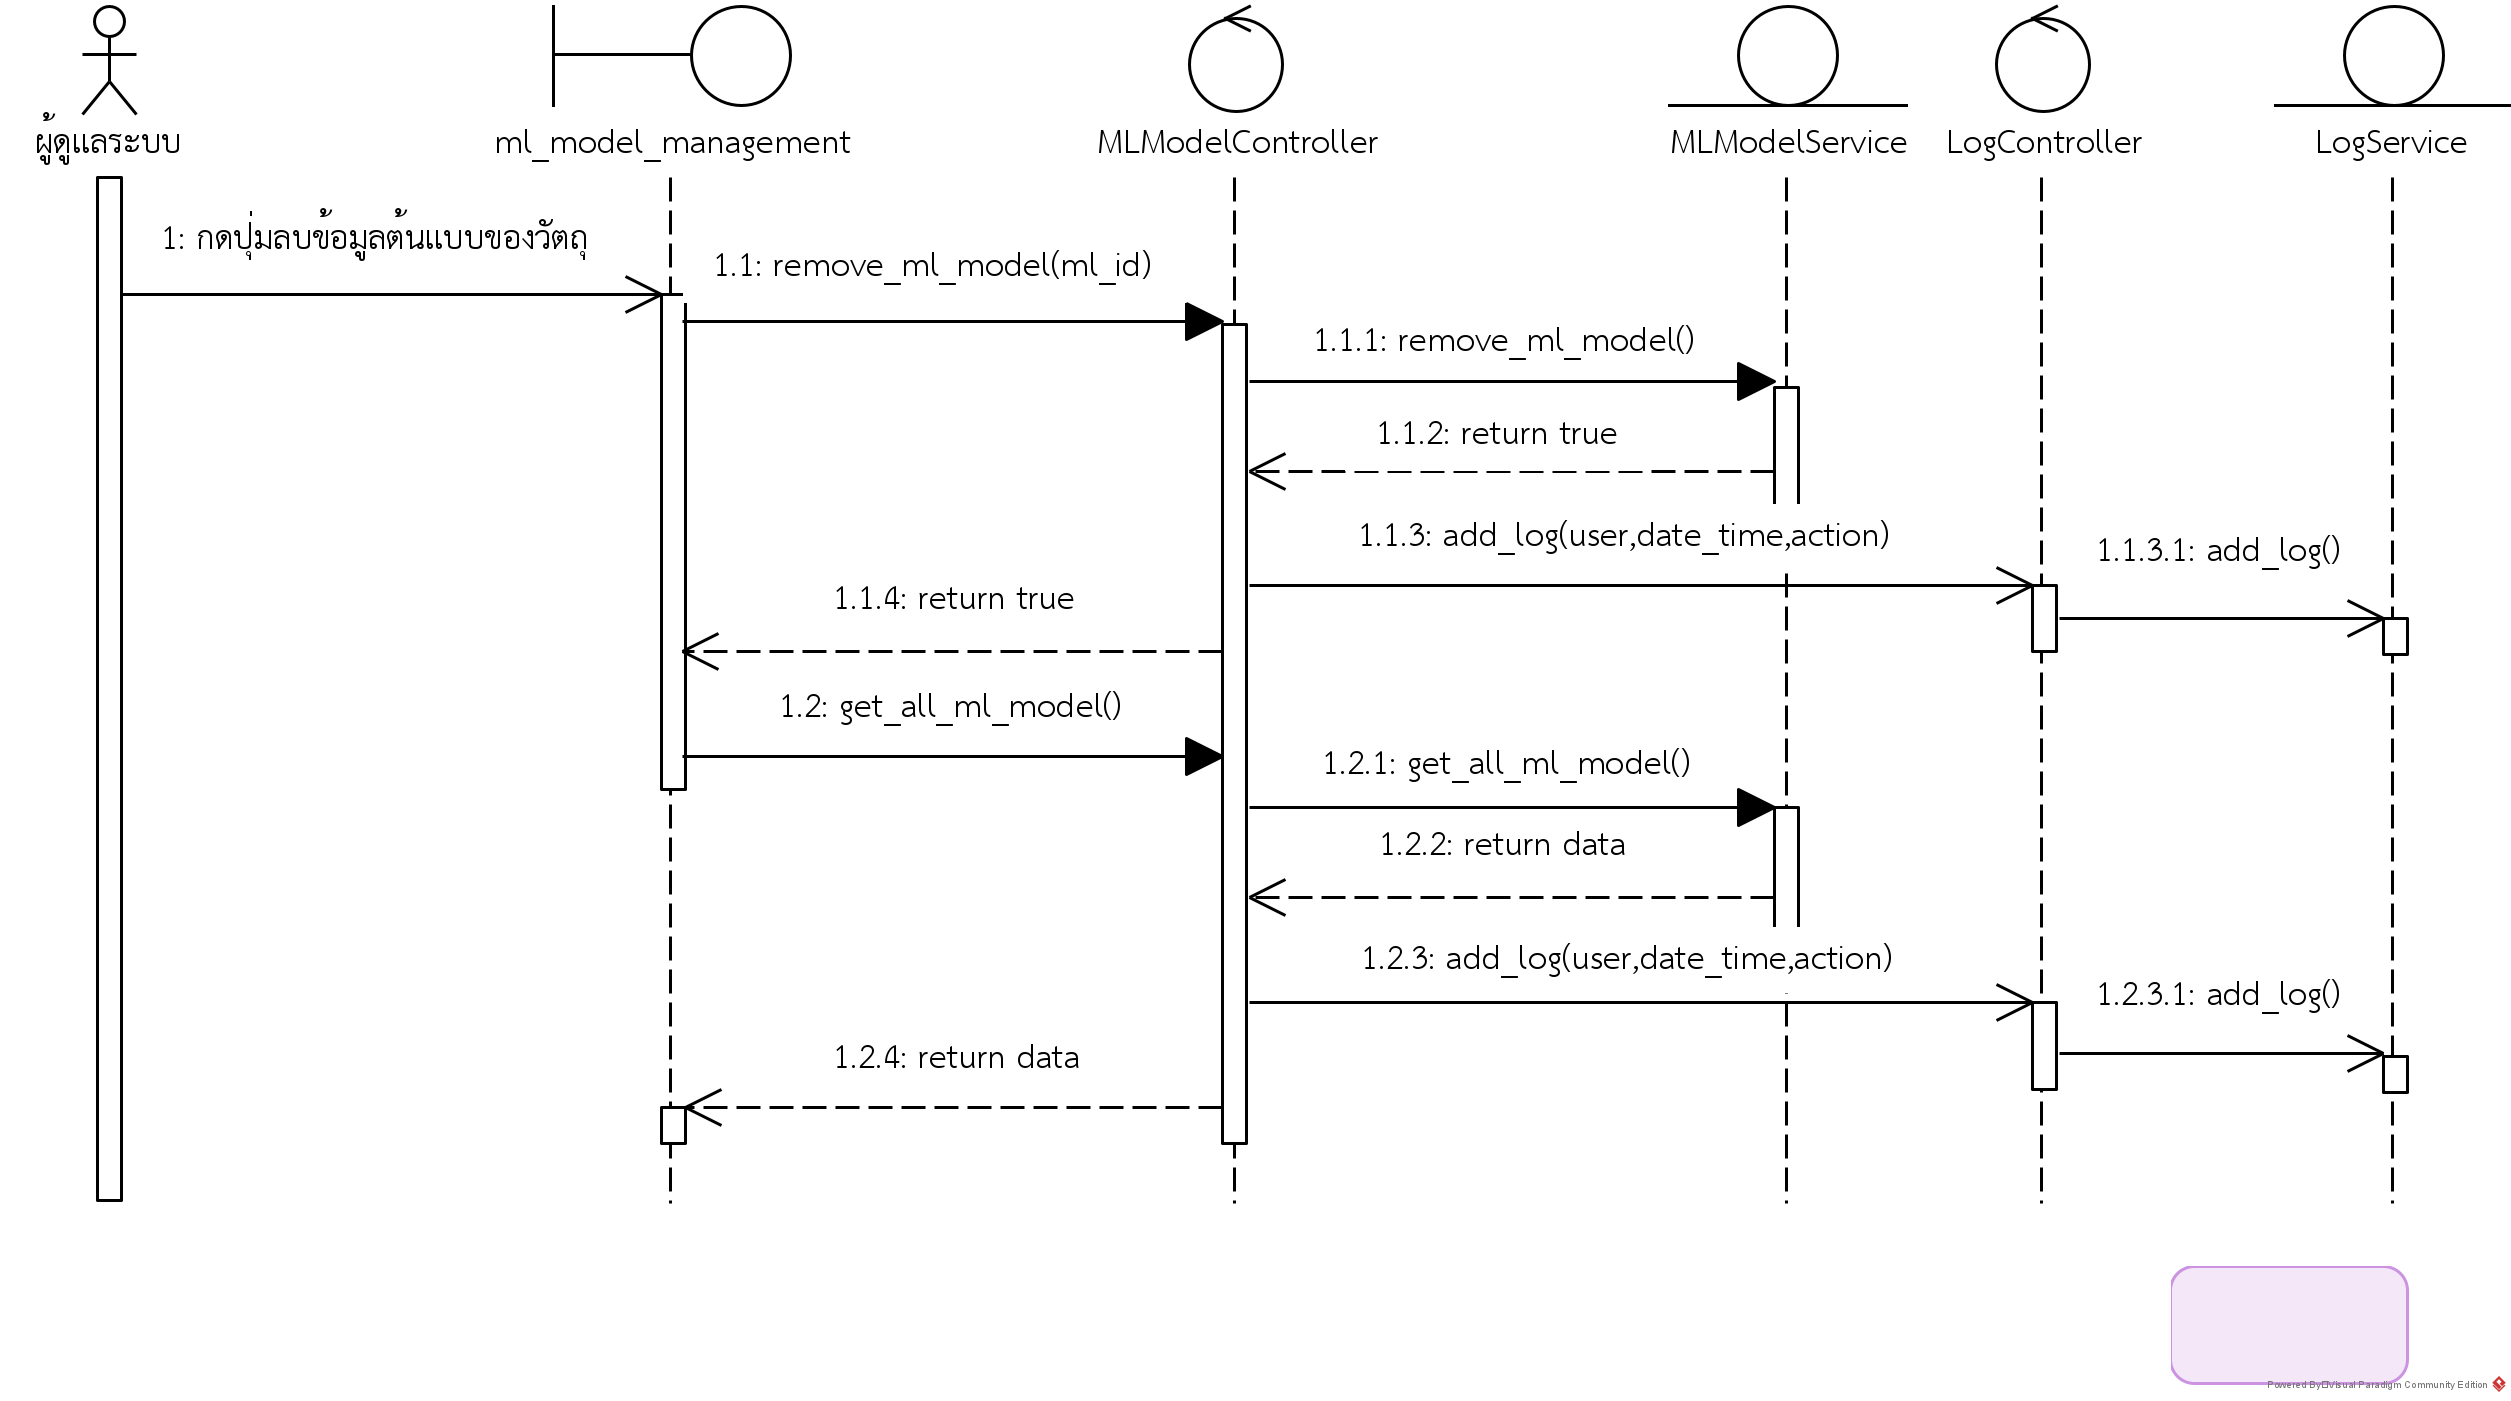 ผู้ดูแลระบบ
ml_model_management
MLModelController
MLModelService
LogController
LogService
1: กดปุ่มลบข้อมูลต้นแบบของวัตถุ
1.1: remove_ml_model(ml_id)
1.1.1: remove_ml_model()
1.1.2: return true
1.1.3: add_log(user,date_time,action)
1.1.3.1: add_log()
1.1.4: return true
1.2: get_all_ml_model()
1.2.1: get_all_ml_model()
1.2.2: return data
1.2.3: add_log(user,date_time,action)
1.2.3.1: add_log()
1.2.4: return data
Powered By□Visual Paradigm Community Edition